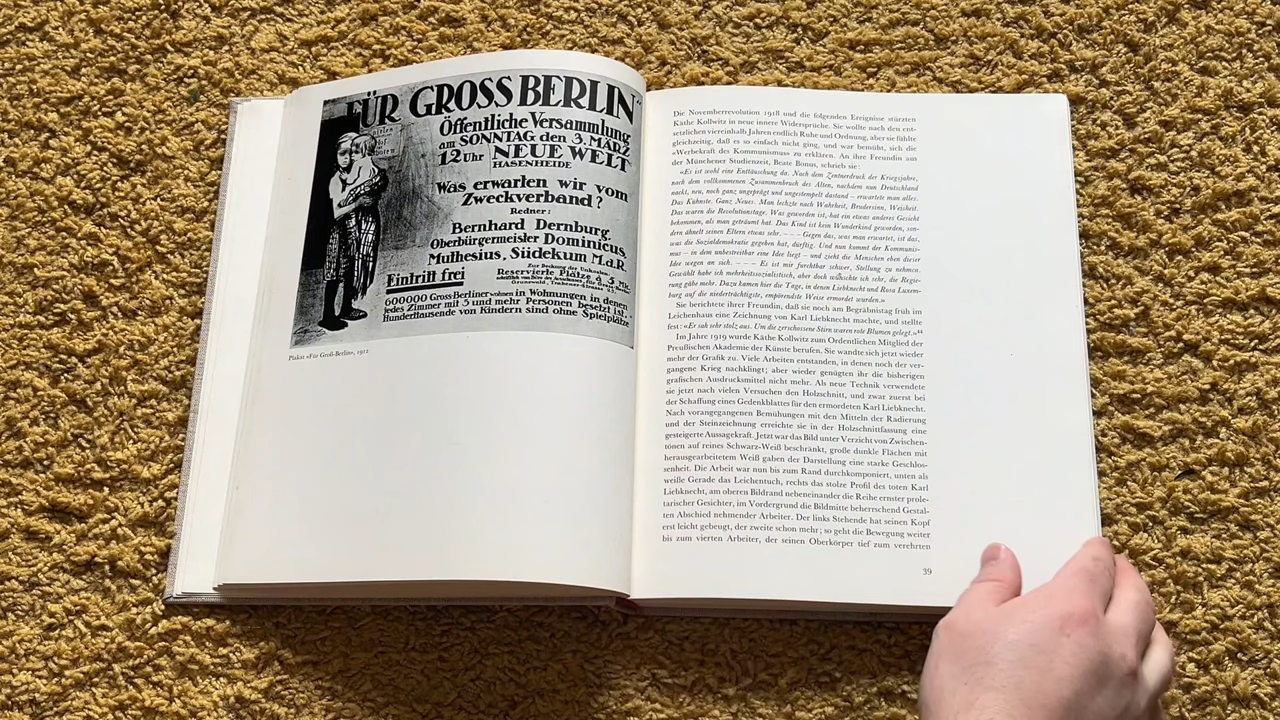 FÜR GROSS BERLIN"
Öffentliche Versammlung
am SONNTAG den 3. MÄRZ
12 Uhr NEUE WELT
HASENHEIDE
Was erwarten wir vom
Zweckverband?
Redner:
Bernhard Dernburg,
Oberbürgermeister Dominicus,
Muthesius, Südekum M.d.R.
Zur Deckung der Unkosten:
Eintritt frei
Reservierte Plätze à 3 Mk.
600000 Gross-Berliner wohnen in Wohnungen in denen
jedes Zimmer mit 5 und mehr Personen besetzt ist.
Hunderttausende von Kindern sind ohne Spielplätze
Plakat «Für Groß-Berlin», 1912
Die Novemberrevolution 1918 und die folgenden Ereignisse stürzten
Käthe Kollwitz in neue innere Widersprüche. Sie wollte nach den ent-
setzlichen viereinhalb Jahren endlich Ruhe und Ordnung, aber sie fühlte
gleichzeitig, daß es so einfach nicht ging, und war bemüht, sich die
«Werbekraft des Kommunismus» zu erklären. An ihre Freundin aus
der Münchner Studienzeit, Beate Bonus, schrieb sie:
«Es ist wohl eine Enttäuschung da. Nach dem Zentnerdruck der Kriegsjahre,
nach dem vollkommenen Zusammenbruch des Alten, nachdem nun Deutschland
nackt, neu, noch ganz ungeprägt und ungestempelt dastand – erwartete man alles.
Das Kühnste. Ganz Neues. Man lechzte nach Wahrheit, Brudersinn, Weisheit.
Das waren die Revolutionstage. Was geworden ist, hat ein etwas anderes Gesicht
bekommen, als man geträumt hat. Das Kind ist kein Wunderkind geworden, son-
dern ähnelt seinen Eltern etwas sehr. – – – Gegen das, was man erwartet, ist das,
was die Sozialdemokratie gegeben hat, dürftig. Und nun kommt der Kommunis-
mus – in dem unbestreitbar eine Idee liegt – und zieht die Menschen eben dieser
Idee wegen an sich. – – – Es ist mir furchtbar schwer, Stellung zu nehmen.
Gewählt habe ich mehrheitssozialistisch, aber doch wünschte ich sehr, die Regie-
rung gäbe mehr. Dazu kamen hier die Tage, in denen Liebknecht und Rosa Luxem-
burg auf die niederträchtigste, empörendste Weise ermordet wurden.»
Sie berichtete ihrer Freundin, daß sie noch am Begräbnistag früh im
Leichenhaus eine Zeichnung von Karl Liebknecht machte, und stellte
fest: «Er sah sehr stolz aus. Um die zerschossene Stirn waren rote Blumen gelegt.»⁴⁴
Im Jahre 1919 wurde Käthe Kollwitz zum Ordentlichen Mitglied der
Preußischen Akademie der Künste berufen. Sie wandte sich jetzt wieder
mehr der Grafik zu. Viele Arbeiten entstanden, in denen noch der ver-
gangene Krieg nachklingt; aber wieder genügten ihr die bisherigen
grafischen Ausdrucksmittel nicht mehr. Als neue Technik verwendete
sie jetzt nach vielen Versuchen den Holzschnitt, und zwar zuerst bei
der Schaffung eines Gedenkblattes für den ermordeten Karl Liebknecht.
Nach vorangegangenen Bemühungen mit den Mitteln der Radierung
und der Steinzeichnung erreichte sie in der Holzschnittfassung eine
gesteigerte Aussagekraft. Jetzt war das Bild unter Verzicht von Zwischen-
tönen auf reines Schwarz-Weiß beschränkt, große dunkle Flächen mit
herausgearbeitetem Weiß gaben der Darstellung eine starke Geschlos-
senheit. Die Arbeit war nun bis zum Rand durchkomponiert, unten als
weiße Gerade das Leichentuch, rechts das stolze Profil des toten Karl
Liebknecht, am oberen Bildrand nebeneinander die Reihe ernster prole-
tarischer Gesichter, im Vordergrund die Bildmitte beherrschend Gestal-
ten Abschied nehmender Arbeiter. Der links Stehende hat seinen Kopf
erst leicht gebeugt, der zweite schon mehr; so geht die Bewegung weiter
bis zum vierten Arbeiter, der seinen Oberkörper tief zum verehrten
39